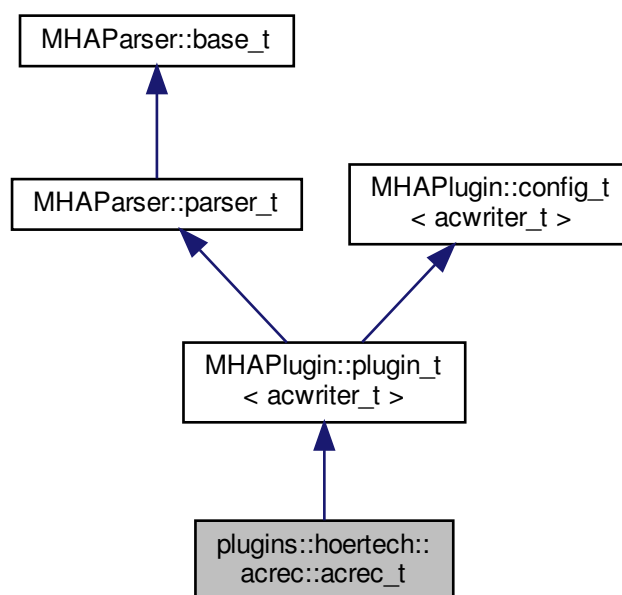 MHAParser::base_t
MHAParser::parser_t
MHAPlugin::config_t
< acwriter_t >
MHAPlugin::plugin_t
< acwriter_t >
plugins::hoertech::
acrec::acrec_t